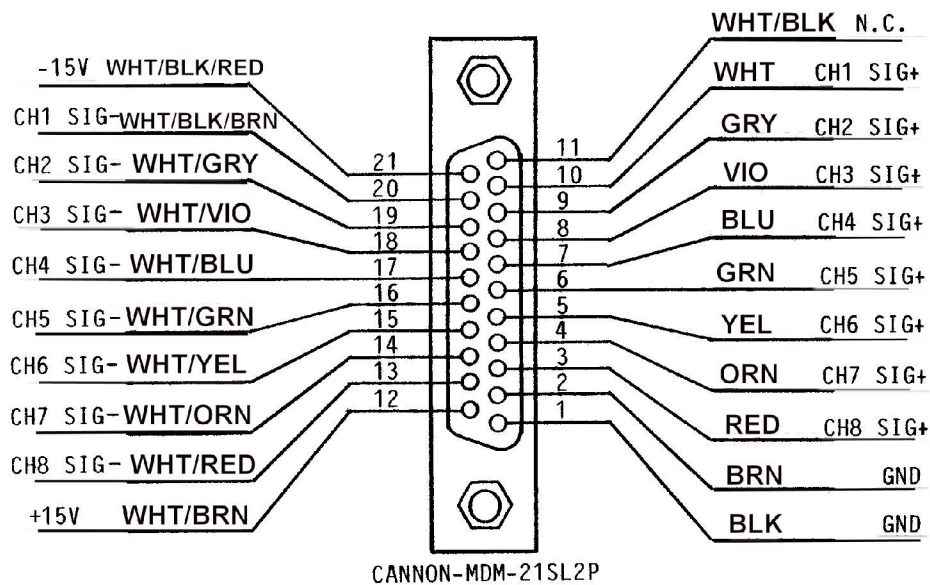 WHT/BLK N.C.
-15V WHT/BLK/RED
WHT CH1 SIG+
CH1 SIG- WHT/BLK/BRN
GRY CH2 SIG+
CH2 SIG- WHT/GRY
VIO CH3 SIG+
CH3 SIG- WHT/VIO
BLU CH4 SIG+
CH4 SIG- WHT/BLU
GRN CH5 SIG+
CH5 SIG- WHT/GRN
YEL CH6 SIG+
CH6 SIG- WHT/YEL
ORN CH7 SIG+
CH7 SIG- WHT/ORN
RED CH8 SIG+
CH8 SIG- WHT/RED
BRN GND
+15V WHT/BRN
BLK GND
21
20
19
18
17
16
15
14
13
12
11
10
9
8
7
6
5
4
3
2
1
CANNON-MDM-21SL2P